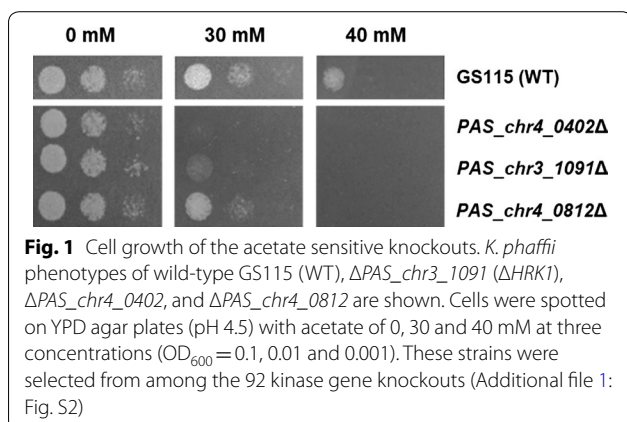 0 mM 30 mM 40 mM
GS115 (WT)
PAS_chr4_0402Δ
PAS_chr3_1091Δ
PAS_chr4_0812Δ
Fig. 1 Cell growth of the acetate sensitive knockouts. K. phaffii
phenotypes of wild-type GS115 (WT), ΔPAS_chr3_1091 (ΔHRK1),
ΔPAS_chr4_0402, and ΔPAS_chr4_0812 are shown. Cells were spotted
on YPD agar plates (pH 4.5) with acetate of 0, 30 and 40 mM at three
concentrations (OD600 = 0.1, 0.01 and 0.001). These strains were
selected from among the 92 kinase gene knockouts (Additional file 1:
Fig. S2)